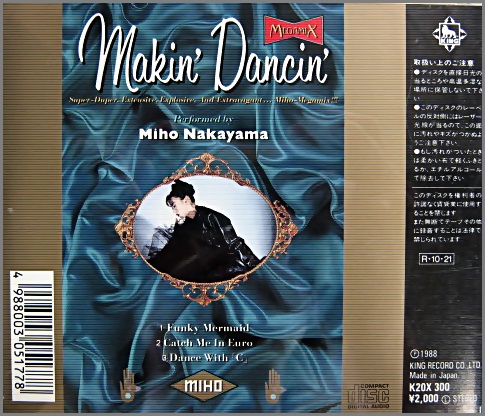 MEGAMIX
Makin' Dancin'
Super-Duper, Extensive, Explosive, And Extravagant... Miho-Megamix!!!
Performed by
Miho Nakayama
1 Funky Mermaid
2 Catch Me In Euro
3 Dance With "C"
MIHO
COMPACT
disc
DIGITAL AUDIO
4 988003 051778
KING
取扱い上のご注意
●ディスクを直接日光の
当るところや高温多湿な
場所に保管しないで下さ
い
●このディスクのレーベ
ルの反対側にはレーザー
光線が当るので、この面
に汚れやキズがつかぬよ
うご注意下さい.
●もし汚れがついたとき
は柔かい布で軽くふきと
るか、エチルアルコール
で除去して下さい.
このディスクを権利者の
許諾なく賃貸業に使用す
ることを禁じます
また無断でテープその他
に録音することは法律で
禁じられています
R・10・21
Ⓟ1988
KING RECORD CO.,LTD.
Made in Japan.
K20X 300
¥2,000 Ⓘ STEREO